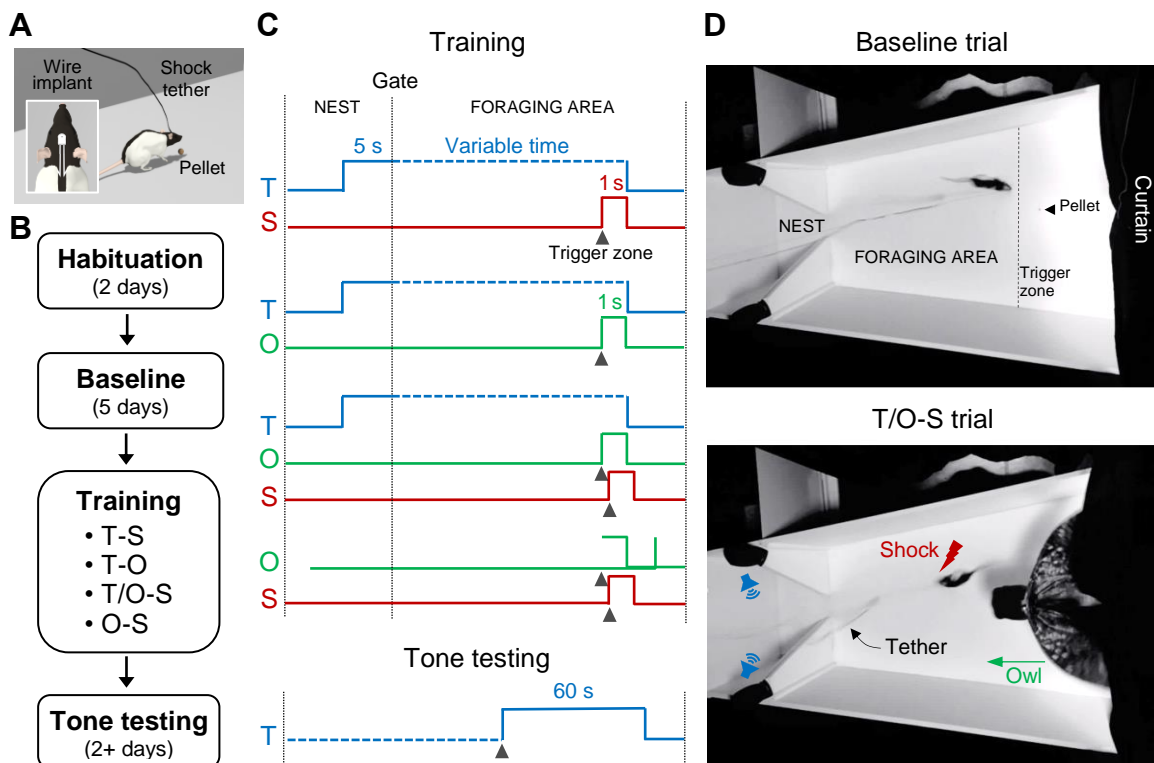 A
Wire
implant
Shock
tether
Pellet
B
Habituation
(2 days)
Baseline
(5 days)
Training
• T-S
• T-O
• T/O-S
• O-S
Tone testing
(2+ days)
C
Training
Gate
NEST
FORAGING AREA
5 s
Variable time
T
1 s
S
Trigger zone
T
1 s
O
T
O
S
O
S
Tone testing
60 s
T
D
Baseline trial
NEST
FORAGING AREA
Pellet
Trigger
zone
Curtain
T/O-S trial
Shock
Tether
Owl